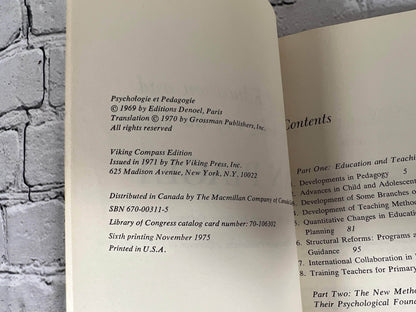 Psychologie et Pedagogie
© 1969 by Editions Denoel, Paris
Translation © 1970 by Grossman Publishers, Inc.
All rights reserved
Viking Compass Edition
Issued in 1971 by The Viking Press, Inc.
625 Madison Avenue, New York, N.Y. 10022
Distributed in Canada by the Macmillan Company of
SBN 670-00311-5
Library of Congress catalog card number: 70-106302
Sixth printing November 1975
Printed in U.S.A.
Contents
Part One: Education and Teaching
Developments in Pedagogy 5
Advances in Child and Adolescent
Development of Some Branches of
Development of Teaching Methods
Quantitative Changes in Education
Planning 81
Structural Reforms: Programs a
Guidance 95
7 International Collaboration in
8 Training Teachers for Primary
Part Two: The New Method
Their Psychological Foun